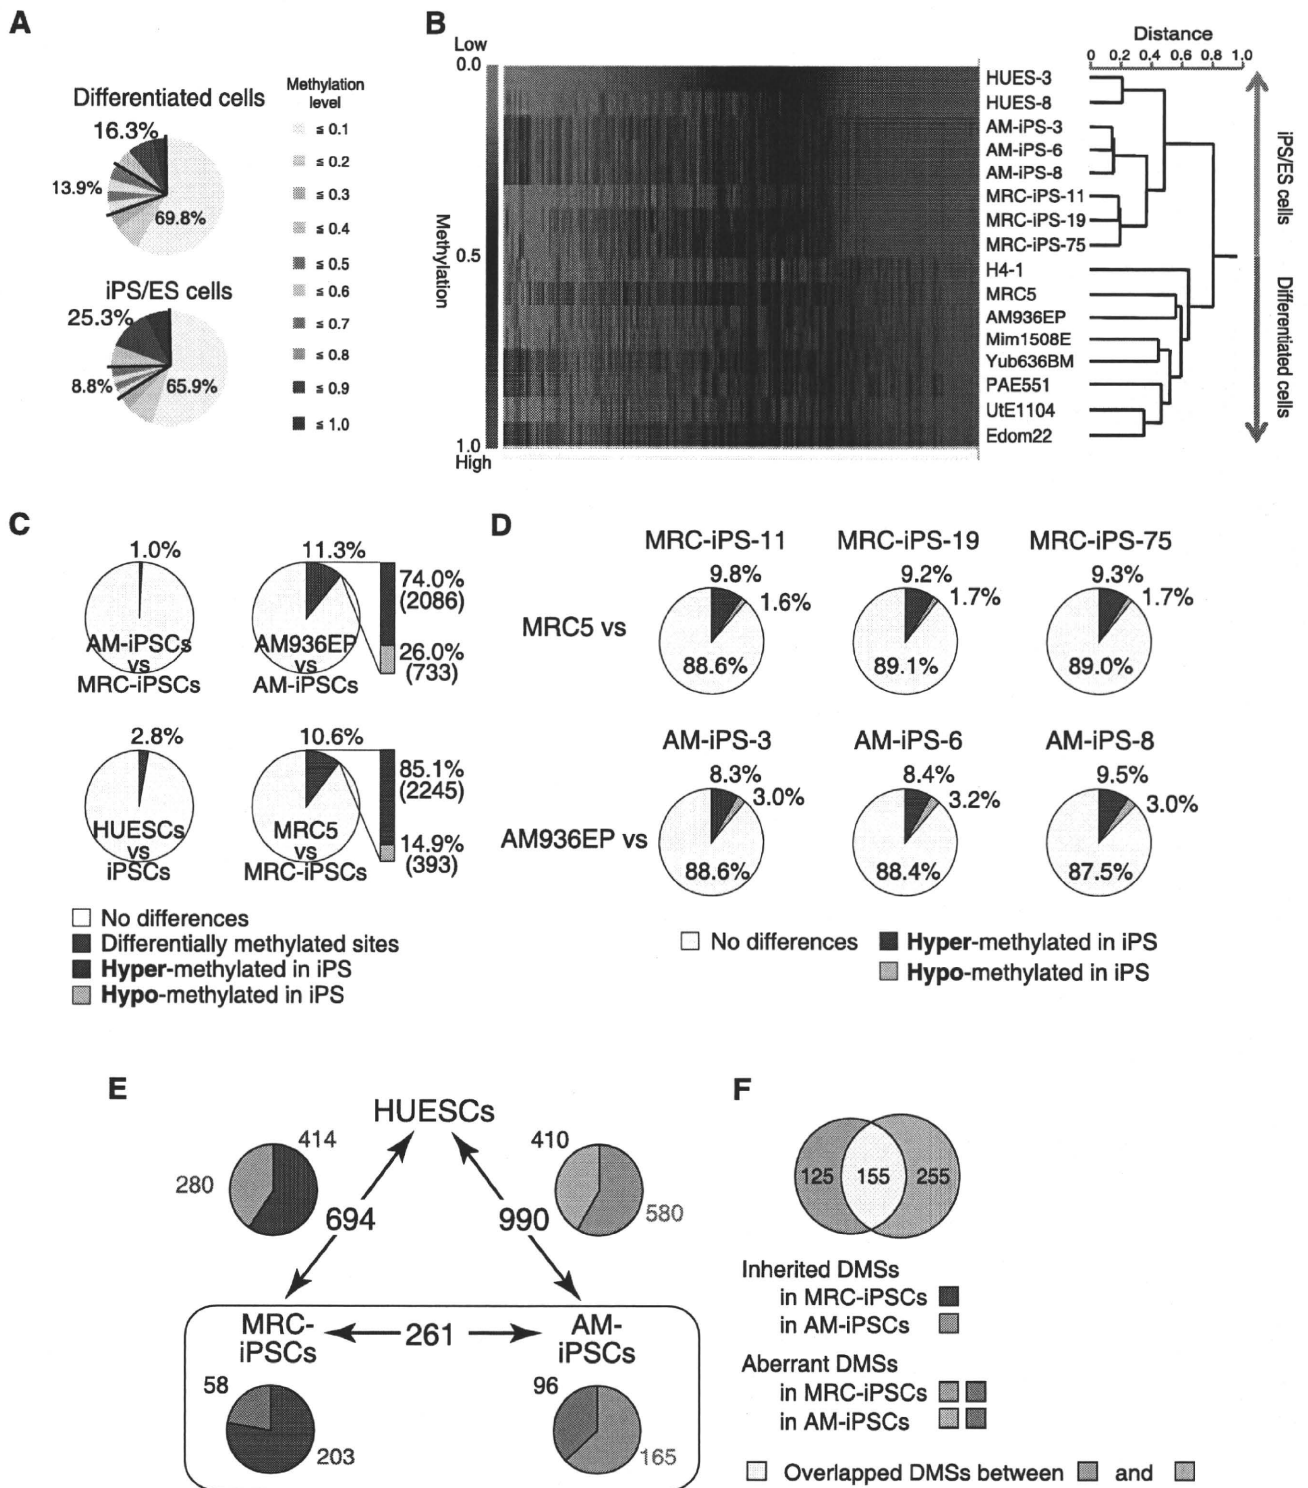 A
Differentiated cells
16.3%
13.9%
69.8%
iPS/ES cells
25.3%
8.8%
65.9%
Methylation
level
≤ 0.1
≤ 0.2
≤ 0.3
≤ 0.4
≤ 0.5
≤ 0.6
≤ 0.7
≤ 0.8
≤ 0.9
≤ 1.0
B
Low
0.0
0.5
1.0
High
Methylation
Distance
0 0.2 0.4 0.6 0.8 1.0
HUES-3
HUES-8
AM-iPS-3
AM-iPS-6
AM-iPS-8
MRC-iPS-11
MRC-iPS-19
MRC-iPS-75
H4-1
MRC5
AM936EP
Mim1508E
Yub636BM
PAE551
UtE1104
Edom22
iPS/ES cells
Differentiated cells
C
1.0%
AM-iPSCs
vs
MRC-iPSCs
11.3%
AM936EP
vs
AM-iPSCs
74.0%
(2086)
26.0%
(733)
2.8%
HUESCs
vs
iPSCs
10.6%
MRC5
vs
MRC-iPSCs
85.1%
(2245)
14.9%
(393)
No differences
Differentially methylated sites
Hyper-methylated in iPS
Hypo-methylated in iPS
D
MRC5 vs
MRC-iPS-11
9.8%
1.6%
88.6%
MRC-iPS-19
9.2%
1.7%
89.1%
MRC-iPS-75
9.3%
1.7%
89.0%
AM936EP vs
AM-iPS-3
8.3%
3.0%
88.6%
AM-iPS-6
8.4%
3.2%
88.4%
AM-iPS-8
9.5%
3.0%
87.5%
No differences
Hyper-methylated in iPS
Hypo-methylated in iPS
E
HUESCs
414
280
694
410
580
990
MRC-
iPSCs
261
AM-
iPSCs
58
203
96
165
F
125 155 255
Inherited DMSs
in MRC-iPSCs
in AM-iPSCs
Aberrant DMSs
in MRC-iPSCs
in AM-iPSCs
Overlapped DMSs between and